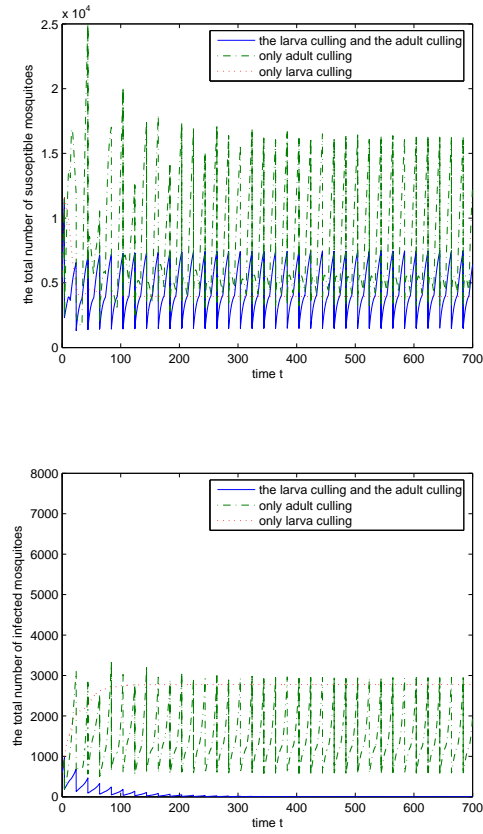 x 10⁴
2.5
2
1.5
1
0.5
0
the total number of susceptible mosquitoes
the larva culling and the adult culling
only adult culling
only larva culling
0 100 200 300 400 500 600 700
time t
8000
7000
6000
5000
4000
3000
2000
1000
0
the total number of infected mosquitoes
the larva culling and the adult culling
only adult culling
only larva culling
0 100 200 300 400 500 600 700
time t